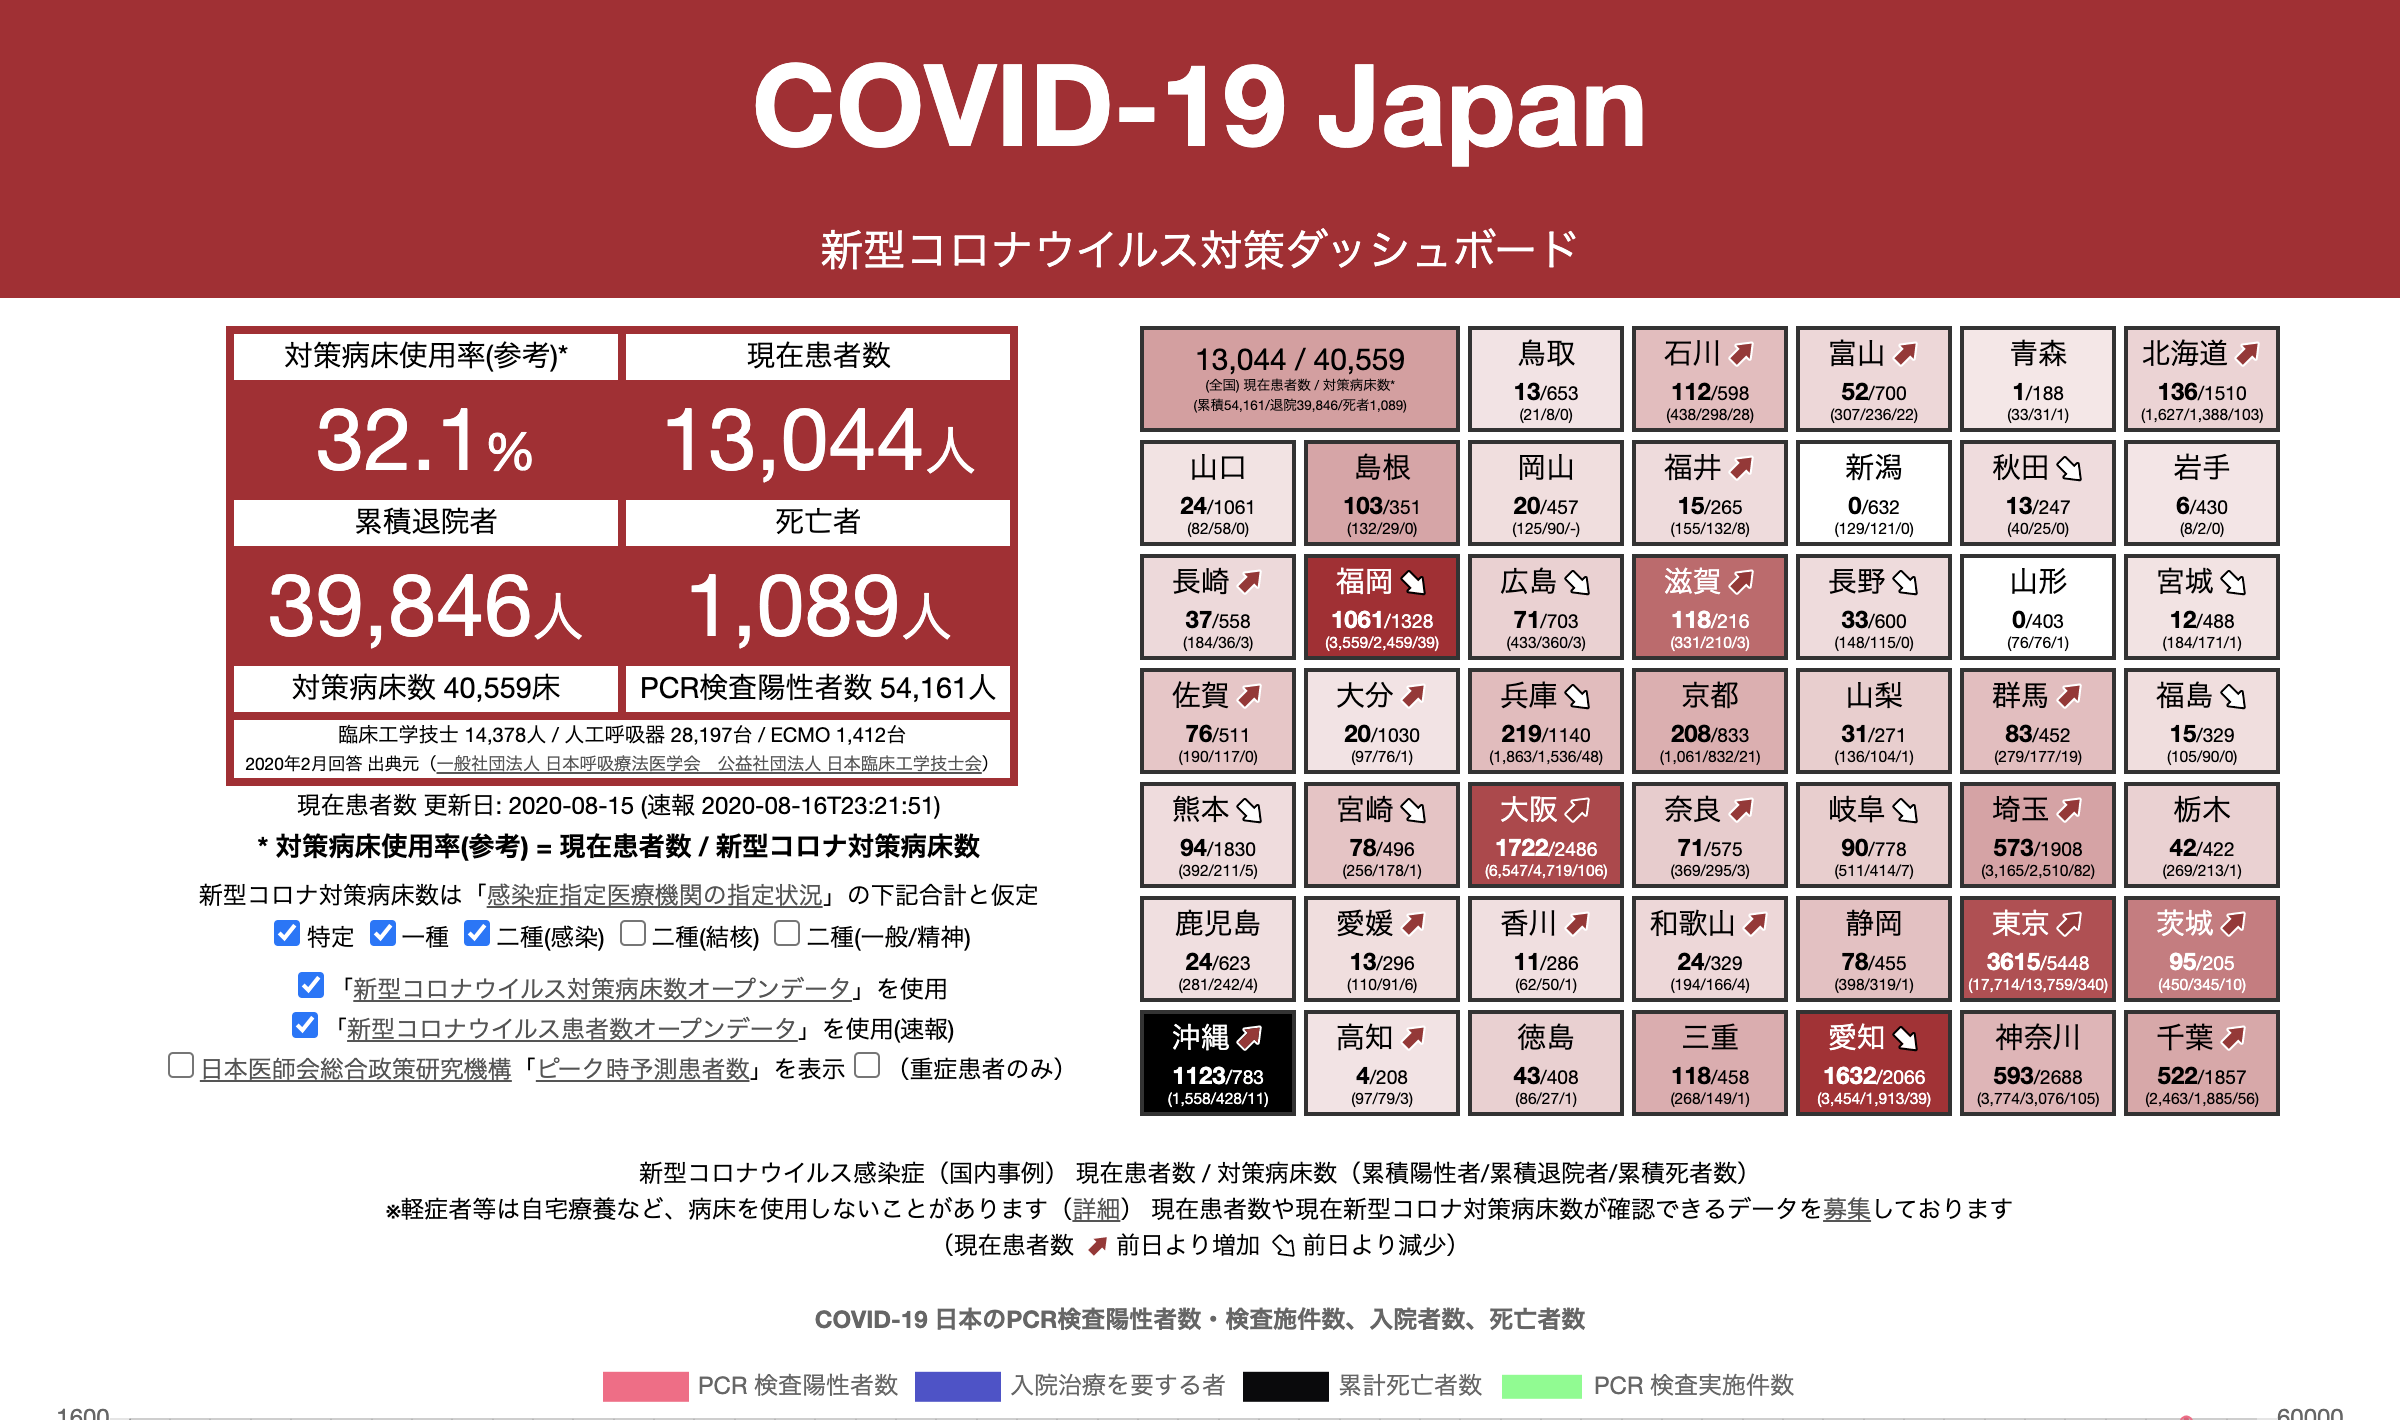 COVID-19 Japan
新型コロナウイルス対策ダッシュボード
対策病床使用率(参考)* 現在患者数
32.1% 13,044人
累積退院者 死亡者
39,846人 1,089人
対策病床数 40,559床 PCR検査陽性者数 54,161人
臨床工学技士 14,378人 / 人工呼吸器 28,197台 / ECMO 1,412台
2020年2月回答 出典元（一般社団法人 日本呼吸療法医学会　公益社団法人 日本臨床工学技士会）
現在患者数 更新日: 2020-08-15 (速報 2020-08-16T23:21:51)
* 対策病床使用率(参考) = 現在患者数 / 新型コロナ対策病床数
新型コロナ対策病床数は「感染症指定医療機関の指定状況」の下記合計と仮定
特定 一種 二種(感染) 二種(結核) 二種(一般/精神)
「新型コロナウイルス対策病床数オープンデータ」を使用
「新型コロナウイルス患者数オープンデータ」を使用(速報)
日本医師会総合政策研究機構「ピーク時予測患者数」を表示 （重症患者のみ）
13,044 / 40,559
(全国) 現在患者数 / 対策病床数*
(累積54,161/退院39,846/死者1,089)
鳥取
13/653
(21/8/0)
石川
112/598
(438/298/28)
富山
52/700
(307/236/22)
青森
1/188
(33/31/1)
北海道
136/1510
(1,627/1,388/103)
山口
24/1061
(82/58/0)
島根
103/351
(132/29/0)
岡山
20/457
(125/90/-)
福井
15/265
(155/132/8)
新潟
0/632
(129/121/0)
秋田
13/247
(40/25/0)
岩手
6/430
(8/2/0)
長崎
37/558
(184/36/3)
福岡
1061/1328
(3,559/2,459/39)
広島
71/703
(433/360/3)
滋賀
118/216
(331/210/3)
長野
33/600
(148/115/0)
山形
0/403
(76/76/1)
宮城
12/488
(184/171/1)
佐賀
76/511
(190/117/0)
大分
20/1030
(97/76/1)
兵庫
219/1140
(1,863/1,536/48)
京都
208/833
(1,061/832/21)
山梨
31/271
(136/104/1)
群馬
83/452
(279/177/19)
福島
15/329
(105/90/0)
熊本
94/1830
(392/211/5)
宮崎
78/496
(256/178/1)
大阪
1722/2486
(6,547/4,719/106)
奈良
71/575
(369/295/3)
岐阜
90/778
(511/414/7)
埼玉
573/1908
(3,165/2,510/82)
栃木
42/422
(269/213/1)
鹿児島
24/623
(281/242/4)
愛媛
13/296
(110/91/6)
香川
11/286
(62/50/1)
和歌山
24/329
(194/166/4)
静岡
78/455
(398/319/1)
東京
3615/5448
(17,714/13,759/340)
茨城
95/205
(450/345/10)
沖縄
1123/783
(1,558/428/11)
高知
4/208
(97/79/3)
徳島
43/408
(86/27/1)
三重
118/458
(268/149/1)
愛知
1632/2066
(3,454/1,913/39)
神奈川
593/2688
(3,774/3,076/105)
千葉
522/1857
(2,463/1,885/56)
新型コロナウイルス感染症（国内事例） 現在患者数 / 対策病床数（累積陽性者/累積退院者/累積死者数）
※軽症者等は自宅療養など、病床を使用しないことがあります（詳細） 現在患者数や現在新型コロナ対策病床数が確認できるデータを募集しております
（現在患者数 前日より増加 前日より減少）
COVID-19 日本のPCR検査陽性者数・検査施件数、入院者数、死亡者数
PCR 検査陽性者数 入院治療を要する者 累計死亡者数 PCR 検査実施件数
1600 60000